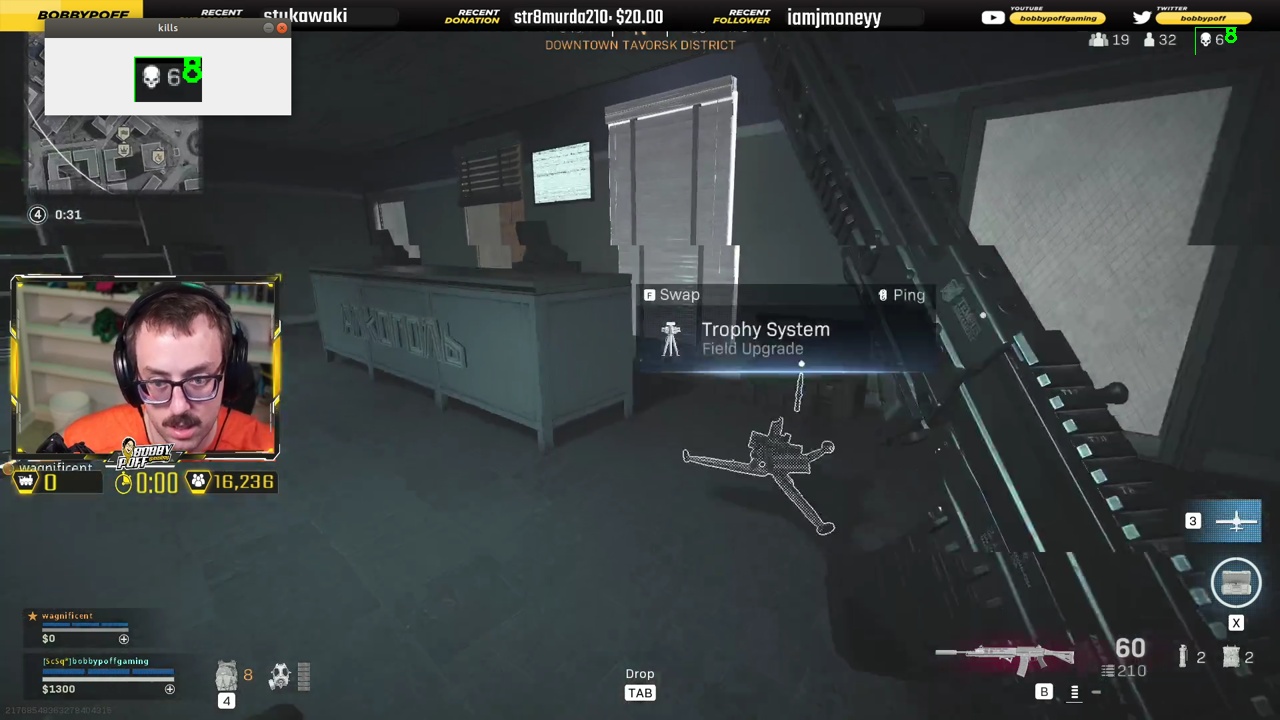 BOBBYPOFF
RECENT
stukawaki
RECENT DONATION
str8murda210: $20.00
RECENT FOLLOWER
iamjmoneyy
YOUTUBE
bobbypoffgaming
TWITTER
bobbypoff
kills
6
8
DOWNTOWN TAVORSK DISTRICT
19
32
6
8
4
0:31
F Swap
Ping
Trophy System
Field Upgrade
BOBBY
POFF
wagnificent
0
0:00
16,236
3
X
wagnificent
$0
[ScSq*]bobbypoffgaming
$1300
8
4
Drop
TAB
60
210
2
2
B